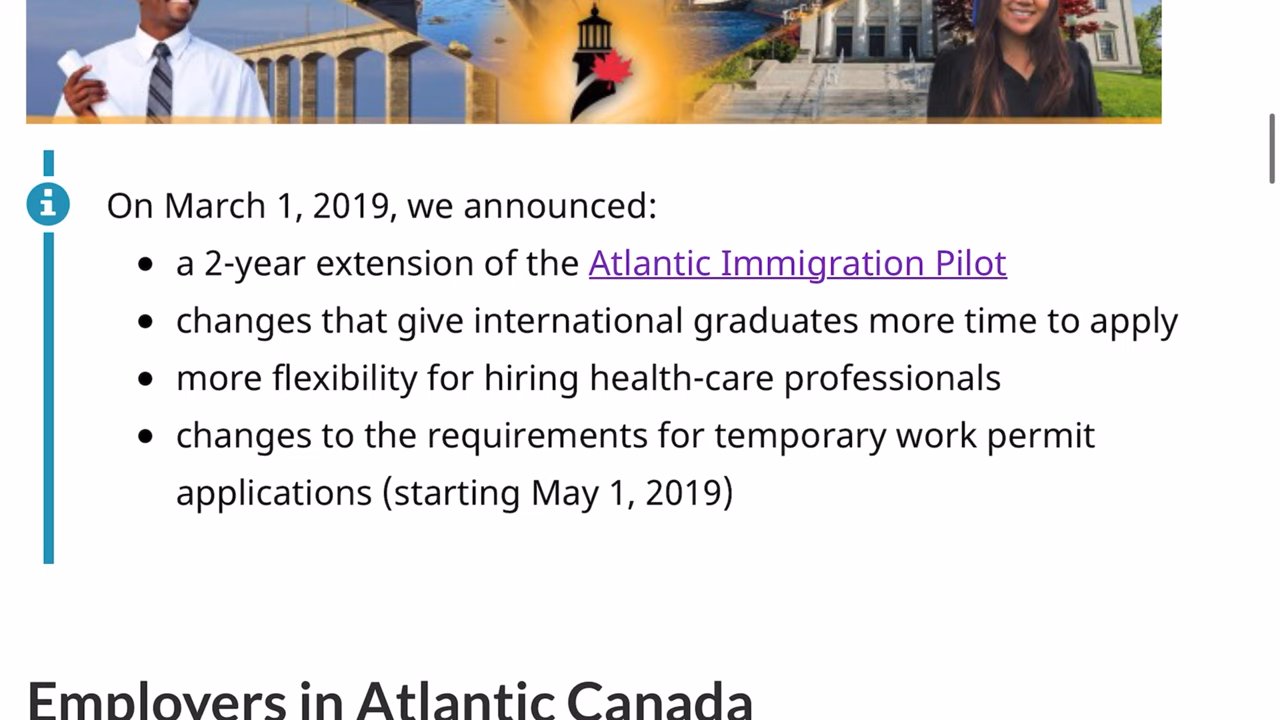 On March 1, 2019, we announced:
• a 2-year extension of the Atlantic Immigration Pilot
• changes that give international graduates more time to apply
• more flexibility for hiring health-care professionals
• changes to the requirements for temporary work permit
applications (starting May 1, 2019)
Employers in Atlantic Canada